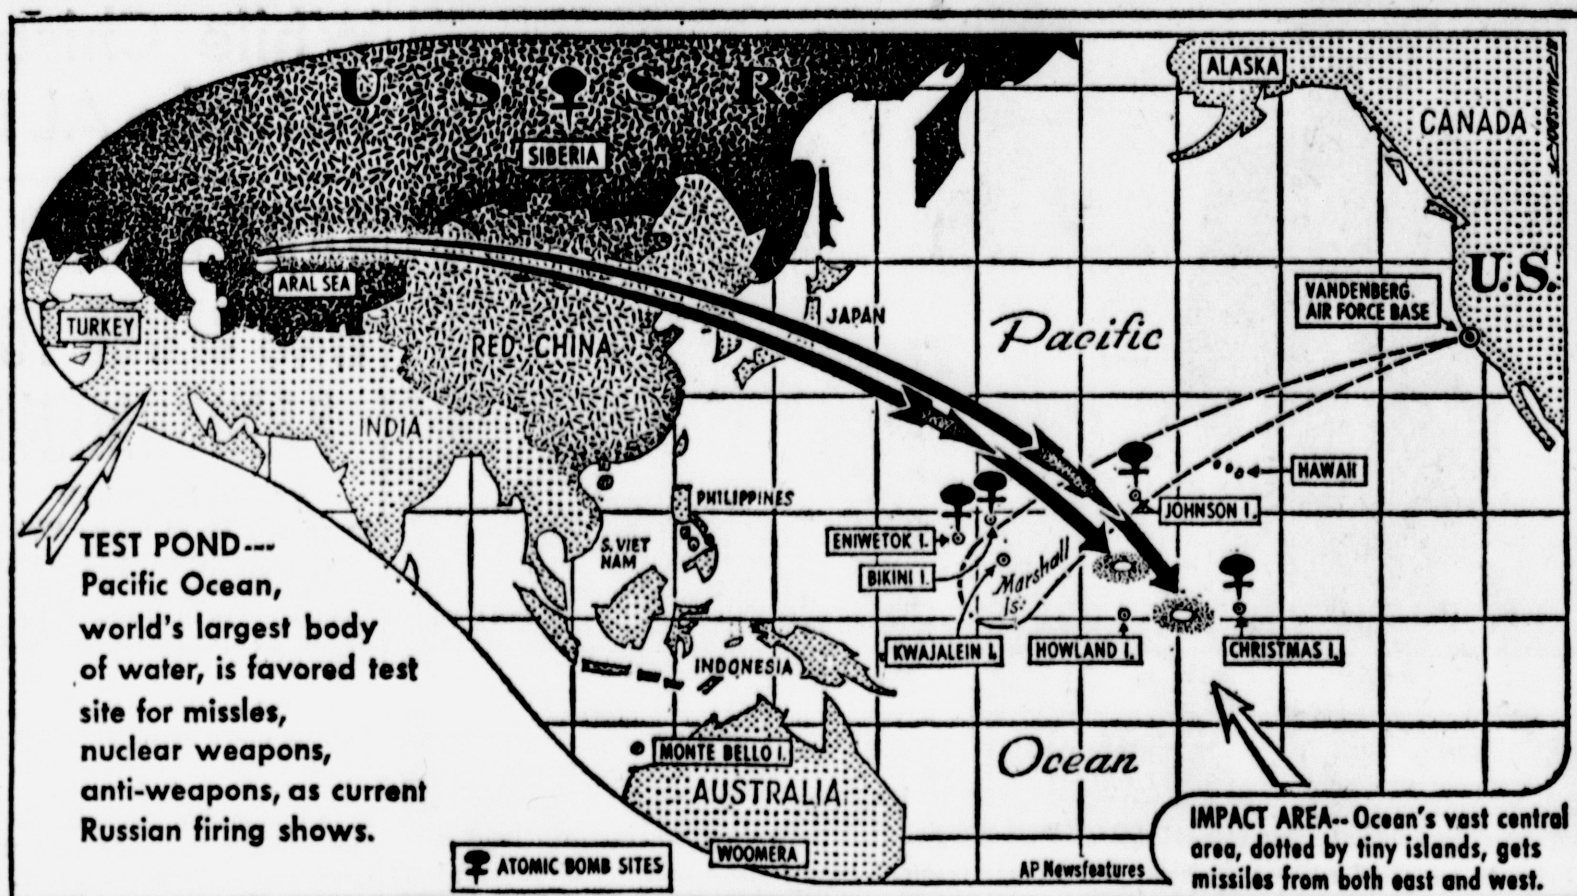 U. S. S. R.
SIBERIA
ALASKA
CANADA
U.S.
ARAL SEA
TURKEY
RED CHINA
JAPAN
Pacific
VANDENBERG
AIR FORCE BASE
INDIA
HAWAII
PHILIPPINES
JOHNSON I.
S. VIET
NAM
ENIWETOK I.
BIKINI I.
Marshall
Is.
KWAJALEIN I.
HOWLAND I.
CHRISTMAS I.
INDONESIA
MONTE BELLO I.
AUSTRALIA
WOOMERA
Ocean
TEST POND---
Pacific Ocean,
world's largest body
of water, is favored test
site for missles,
nuclear weapons,
anti-weapons, as current
Russian firing shows.
ATOMIC BOMB SITES
AP Newsfeatures
IMPACT AREA-- Ocean's vast central
area, dotted by tiny islands, gets
missiles from both east and west.